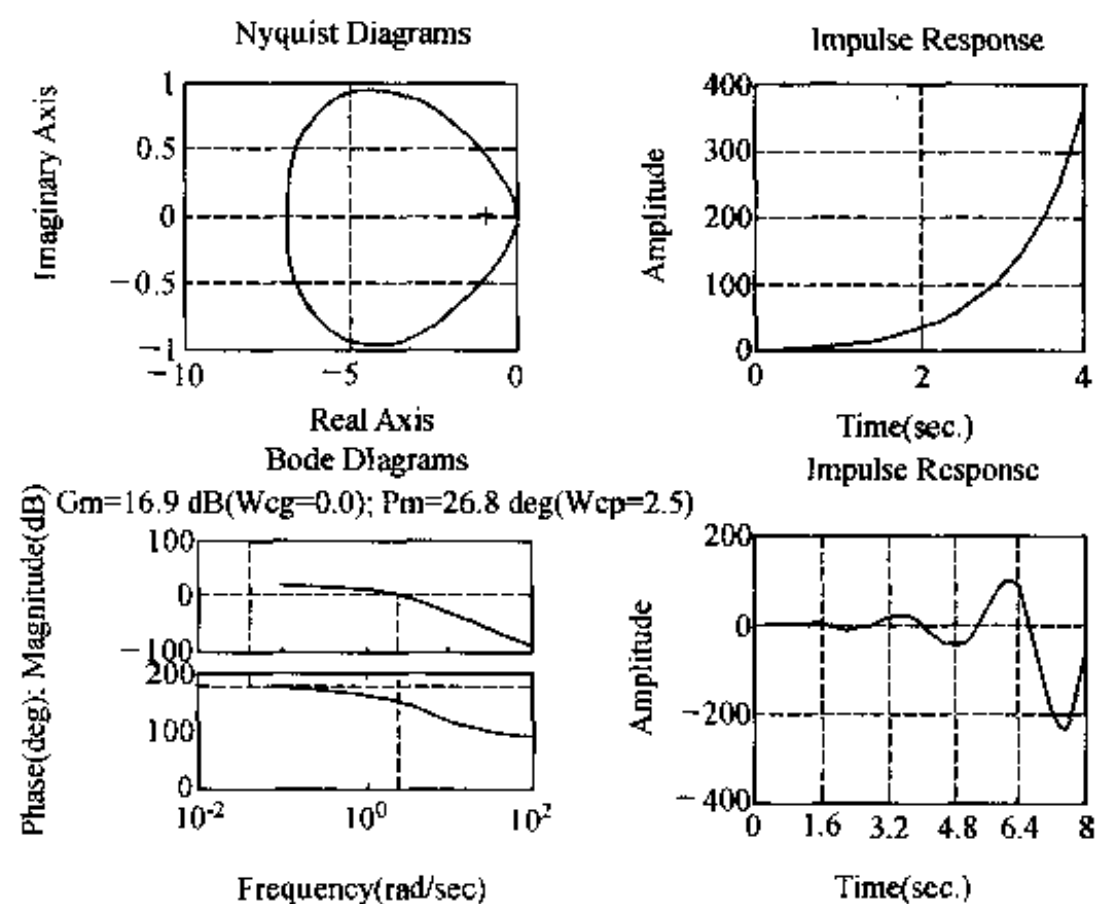 Nyquist Diagrams
Imaginary Axis
1
0.5
0
−0.5
−1
−10
−5
0
Real Axis
Impulse Response
Amplitude
400
300
200
100
0
0
2
4
Time(sec.)
Bode Diagrams
Gm=16.9 dB(Wcg=0.0); Pm=26.8 deg(Wcp=2.5)
Phase(deg): Magnitude(dB)
100
0
−100
200
100
0
10-2
100
102
Frequency(rad/sec)
Impulse Response
Amplitude
200
0
−200
−400
0
1.6
3.2
4.8
6.4
8
Time(sec.)